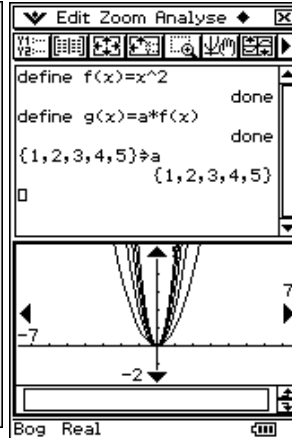 Edit Zoom Analyse
define f(x)=x^2
done
define g(x)=a*f(x)
done
{1,2,3,4,5}⇒a
{1,2,3,4,5}
7
-7
-2
Bog Real